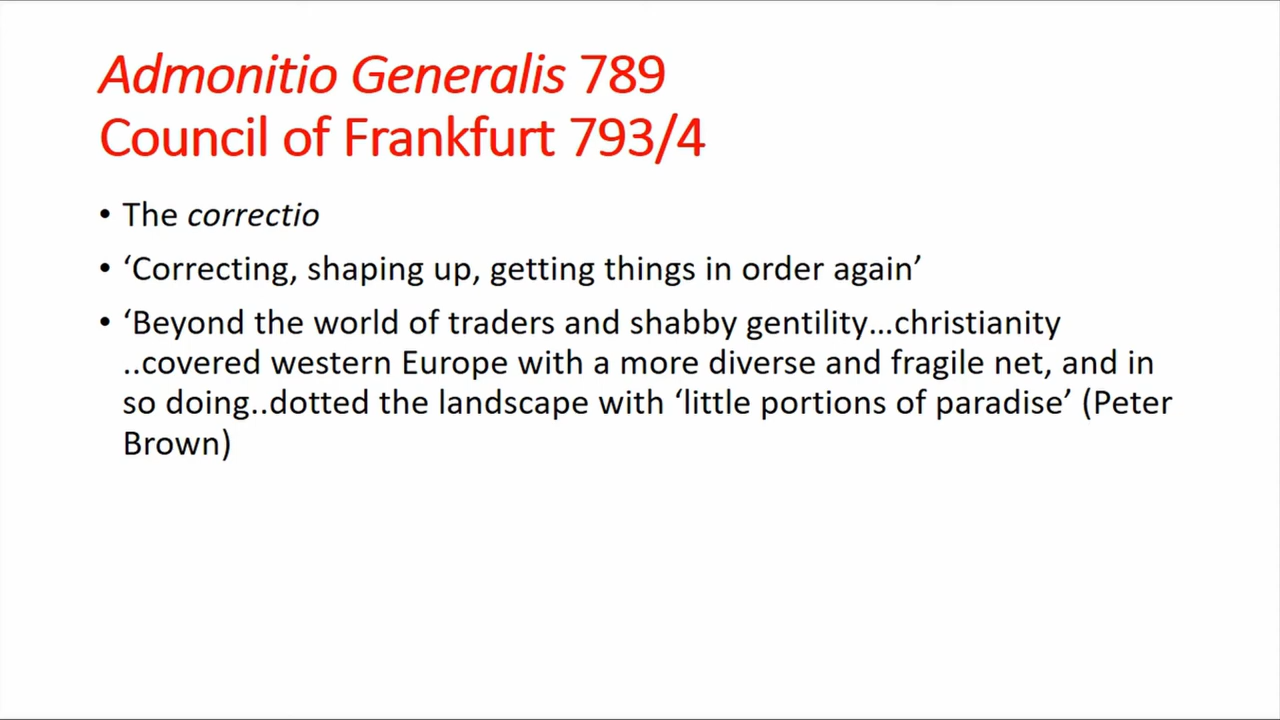 Admonitio Generalis 789
Council of Frankfurt 793/4
• The correctio
• ‘Correcting, shaping up, getting things in order again’
• ‘Beyond the world of traders and shabby gentility…christianity
..covered western Europe with a more diverse and fragile net, and in
so doing..dotted the landscape with ‘little portions of paradise’ (Peter
Brown)